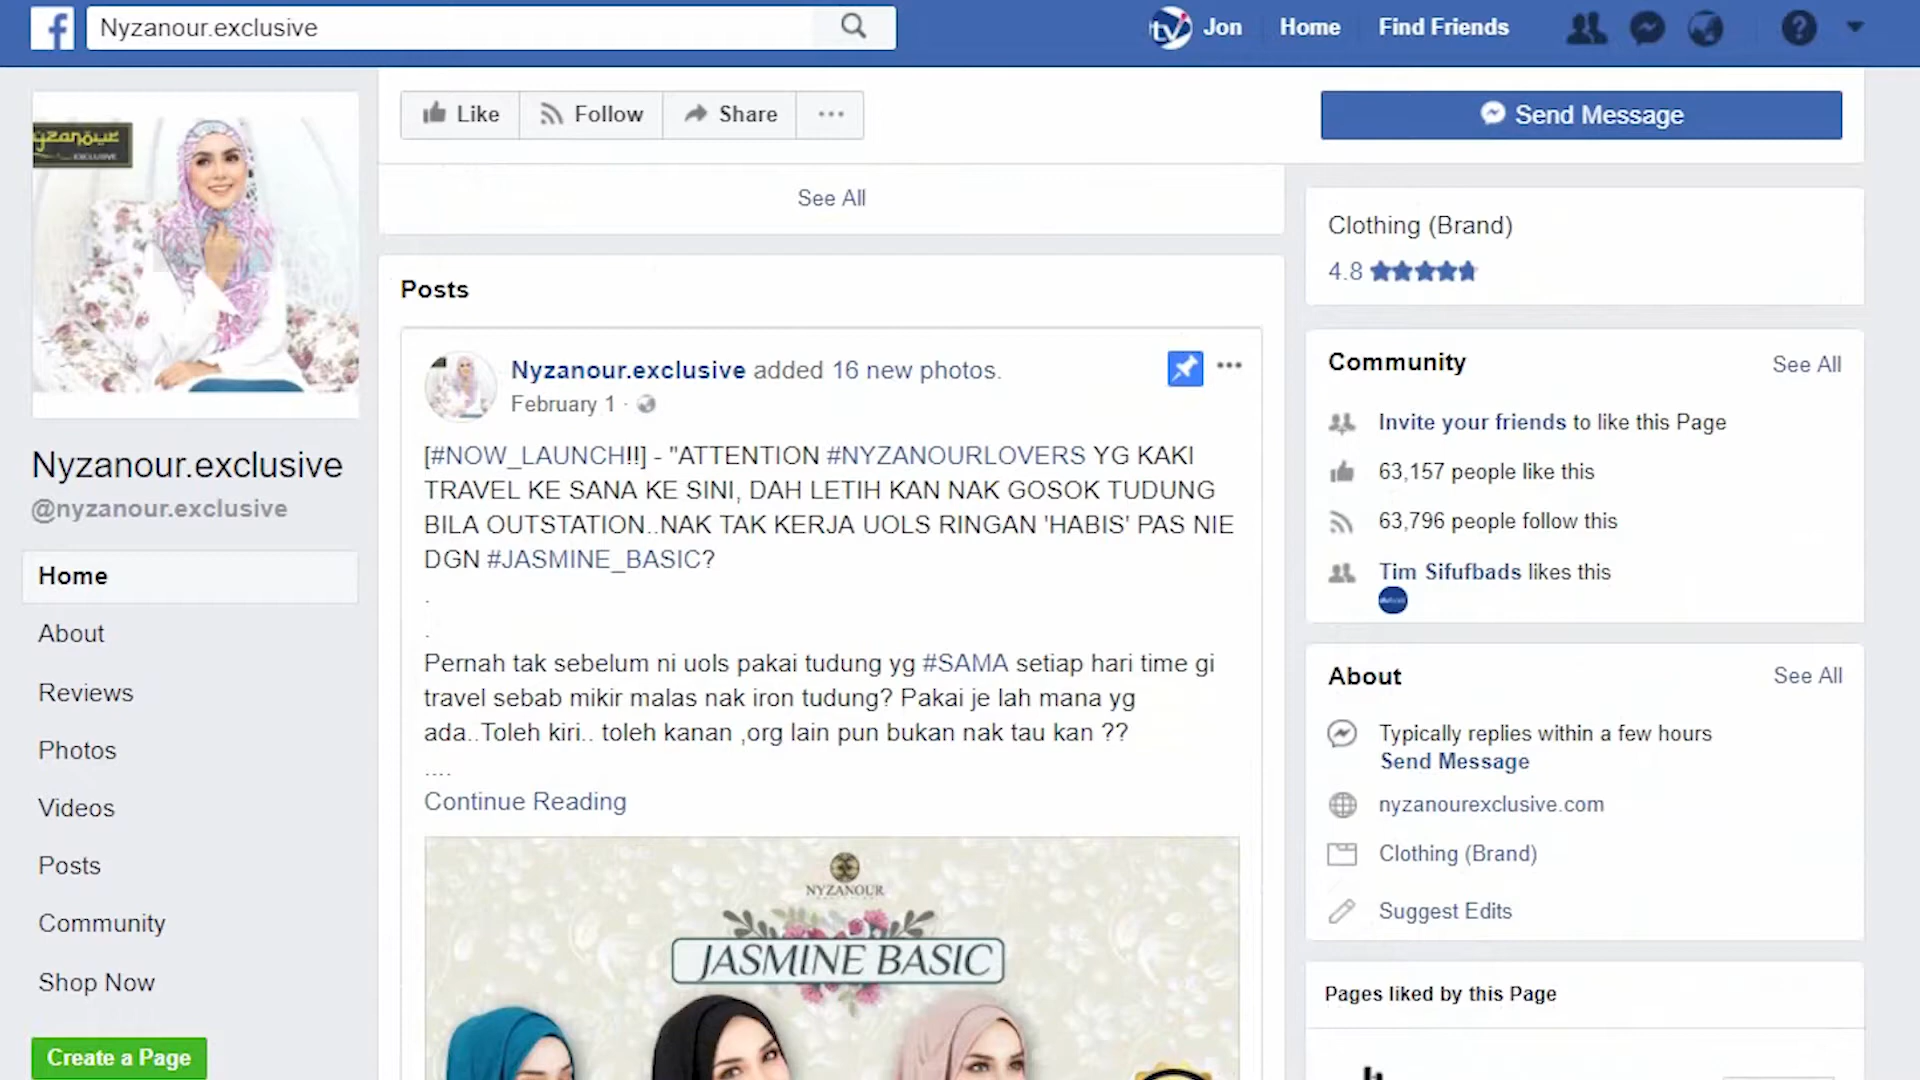 Nyzanour.exclusive
Jon
Home
Find Friends
Like
Follow
Share
Send Message
See All
Nyzanour.exclusive
@nyzanour.exclusive
Home
About
Reviews
Photos
Videos
Posts
Community
Shop Now
Create a Page
Posts
Nyzanour.exclusive added 16 new photos.
February 1 ·
[#NOW_LAUNCH!!] - "ATTENTION #NYZANOURLOVERS YG KAKI
TRAVEL KE SANA KE SINI, DAH LETIH KAN NAK GOSOK TUDUNG
BILA OUTSTATION..NAK TAK KERJA UOLS RINGAN 'HABIS' PAS NIE
DGN #JASMINE_BASIC?
.
.
Pernah tak sebelum ni uols pakai tudung yg #SAMA setiap hari time gi
travel sebab mikir malas nak iron tudung? Pakai je lah mana yg
ada..Toleh kiri.. toleh kanan ,org lain pun bukan nak tau kan ??
....
Continue Reading
NYZANOUR
JASMINE BASIC
Clothing (Brand)
4.8
Community
See All
Invite your friends to like this Page
63,157 people like this
63,796 people follow this
Tim Sifufbads likes this
About
See All
Typically replies within a few hours
Send Message
nyzanourexclusive.com
Clothing (Brand)
Suggest Edits
Pages liked by this Page